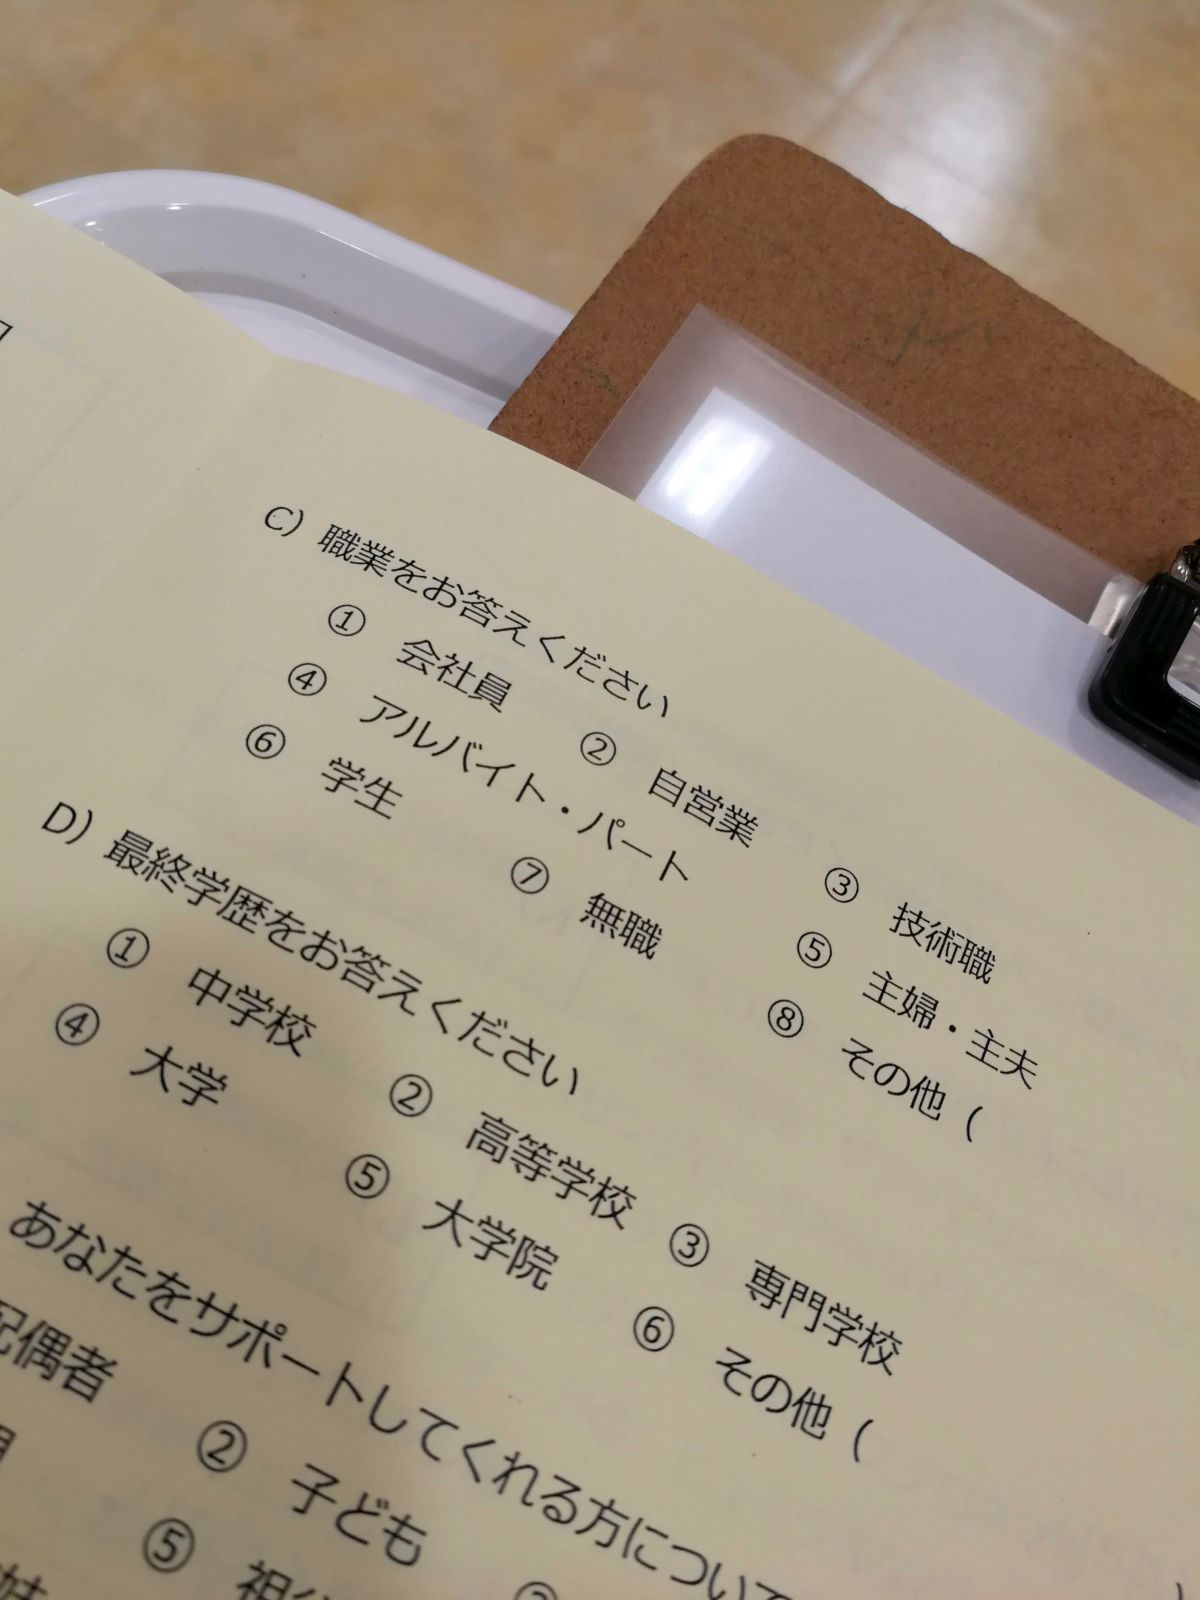 C) 職業をお答えください
① 会社員 ② 自営業 ③ 技術職
④ アルバイト・パート ⑤ 主婦・主夫
⑥ 学生 ⑦ 無職 ⑧ その他 (
D) 最終学歴をお答えください
① 中学校 ② 高等学校 ③ 専門学校
④ 大学 ⑤ 大学院 ⑥ その他 (
あなたをサポートしてくれる方について
配偶者 ② 子ども
⑤